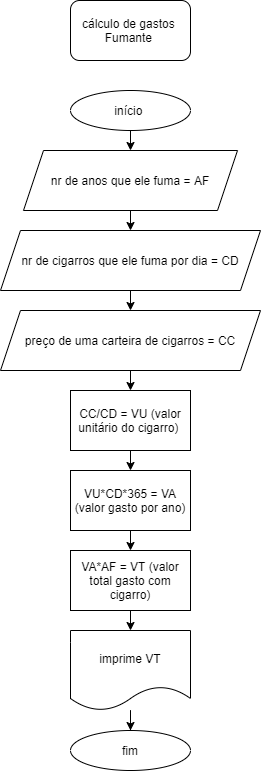 cálculo de gastos
Fumante
início
nr de anos que ele fuma = AF
nr de cigarros que ele fuma por dia = CD
preço de uma carteira de cigarros = CC
CC/CD = VU (valor
unitário do cigarro)
VU*CD*365 = VA
(valor gasto por ano)
VA*AF = VT (valor
total gasto com
cigarro)
imprime VT
fim